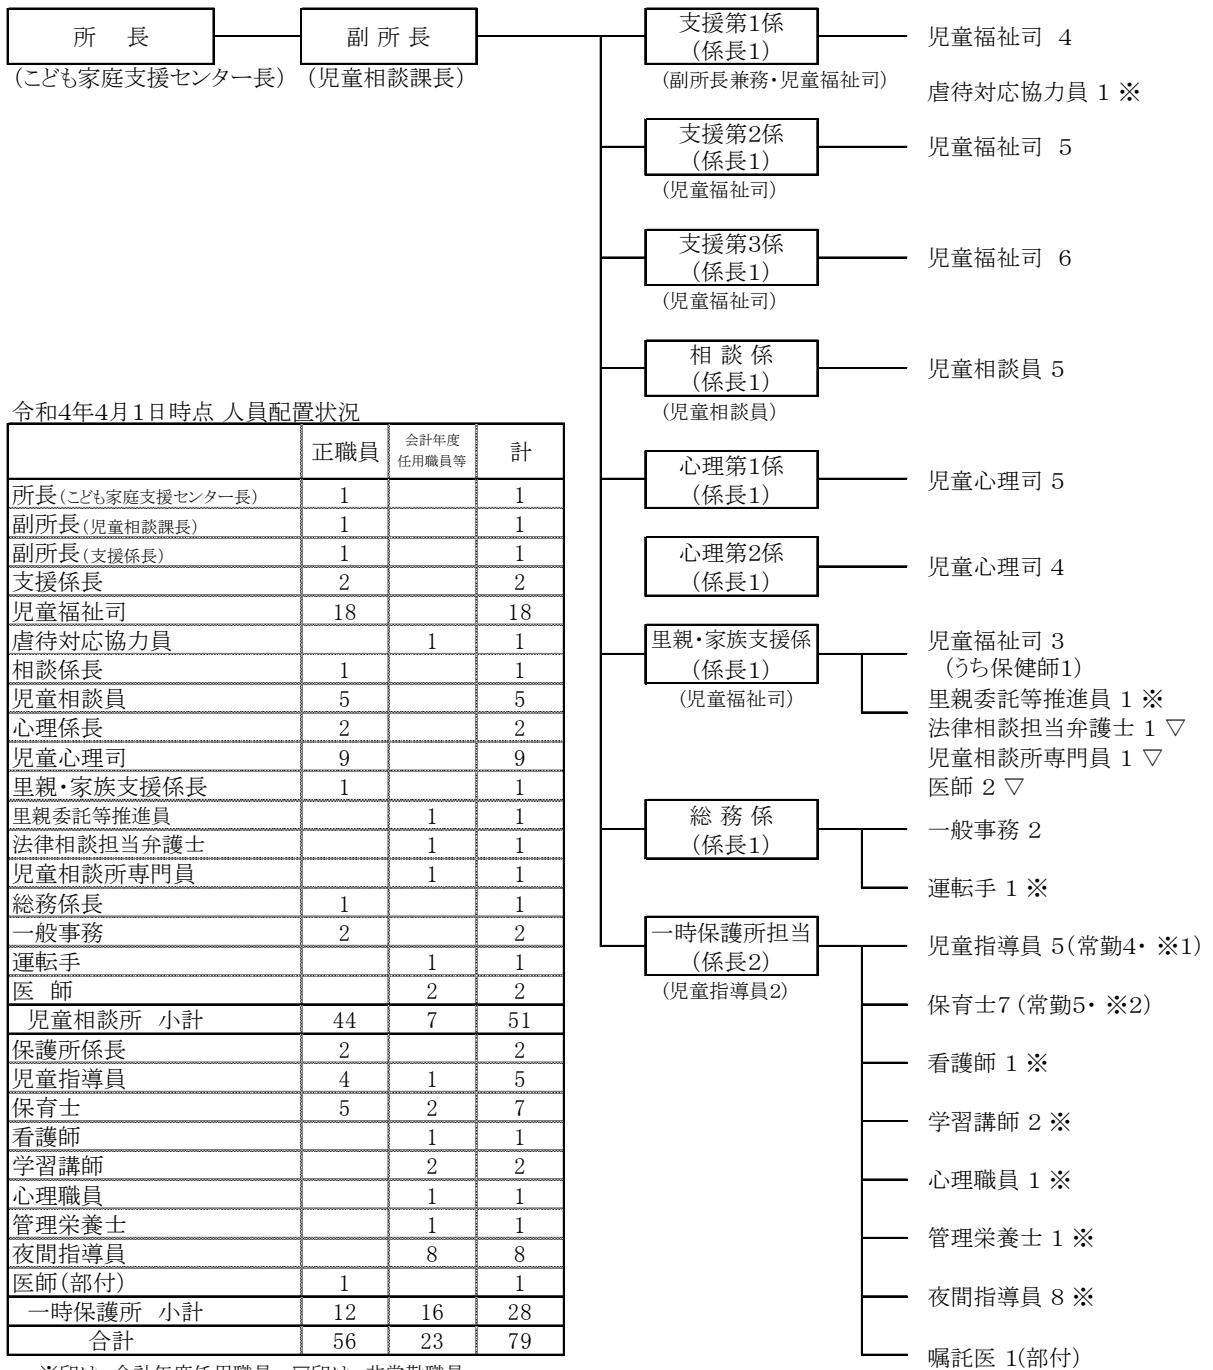 所　長
(こども家庭支援センター長)
副 所 長
(児童相談課長)
支援第1係
(係長1)
(副所長兼務・児童福祉司)
児童福祉司 4
虐待対応協力員 1 ※
支援第2係
(係長1)
(児童福祉司)
児童福祉司 5
支援第3係
(係長1)
(児童福祉司)
児童福祉司 6
相 談 係
(係長1)
(児童相談員)
児童相談員 5
心理第1係
(係長1)
児童心理司 5
心理第2係
(係長1)
児童心理司 4
里親・家族支援係
(係長1)
(児童福祉司)
児童福祉司 3
(うち保健師1)
里親委託等推進員 1 ※
法律相談担当弁護士 1 ▽
児童相談所専門員 1 ▽
医師 2 ▽
総 務 係
(係長1)
一般事務 2
運転手 1 ※
一時保護所担当
(係長2)
(児童指導員2)
児童指導員 5(常勤4・ ※1)
保育士7 (常勤5・ ※2)
看護師 1 ※
学習講師 2 ※
心理職員 1 ※
管理栄養士 1 ※
夜間指導員 8 ※
嘱託医 1(部付)
令和4年4月1日時点 人員配置状況
正職員 会計年度任用職員等 計
所長(こども家庭支援センター長) 1 1
副所長(児童相談課長) 1 1
副所長(支援係長) 1 1
支援係長 2 2
児童福祉司 18 18
虐待対応協力員 1 1
相談係長 1 1
児童相談員 5 5
心理係長 2 2
児童心理司 9 9
里親・家族支援係長 1 1
里親委託等推進員 1 1
法律相談担当弁護士 1 1
児童相談所専門員 1 1
総務係長 1 1
一般事務 2 2
運転手 1 1
医 師 2 2
児童相談所 小計 44 7 51
保護所係長 2 2
児童指導員 4 1 5
保育士 5 2 7
看護師 1 1
学習講師 2 2
心理職員 1 1
管理栄養士 1 1
夜間指導員 8 8
医師(部付) 1 1
一時保護所 小計 12 16 28
合計 56 23 79